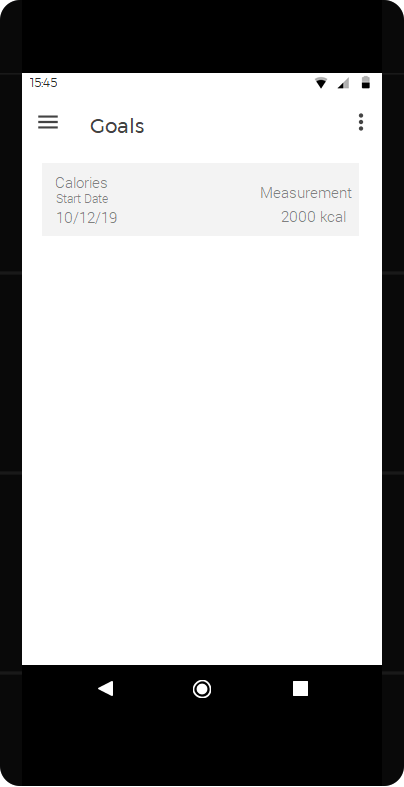 15:45
Goals
Calories
Start Date
10/12/19
Measurement
2000 kcal